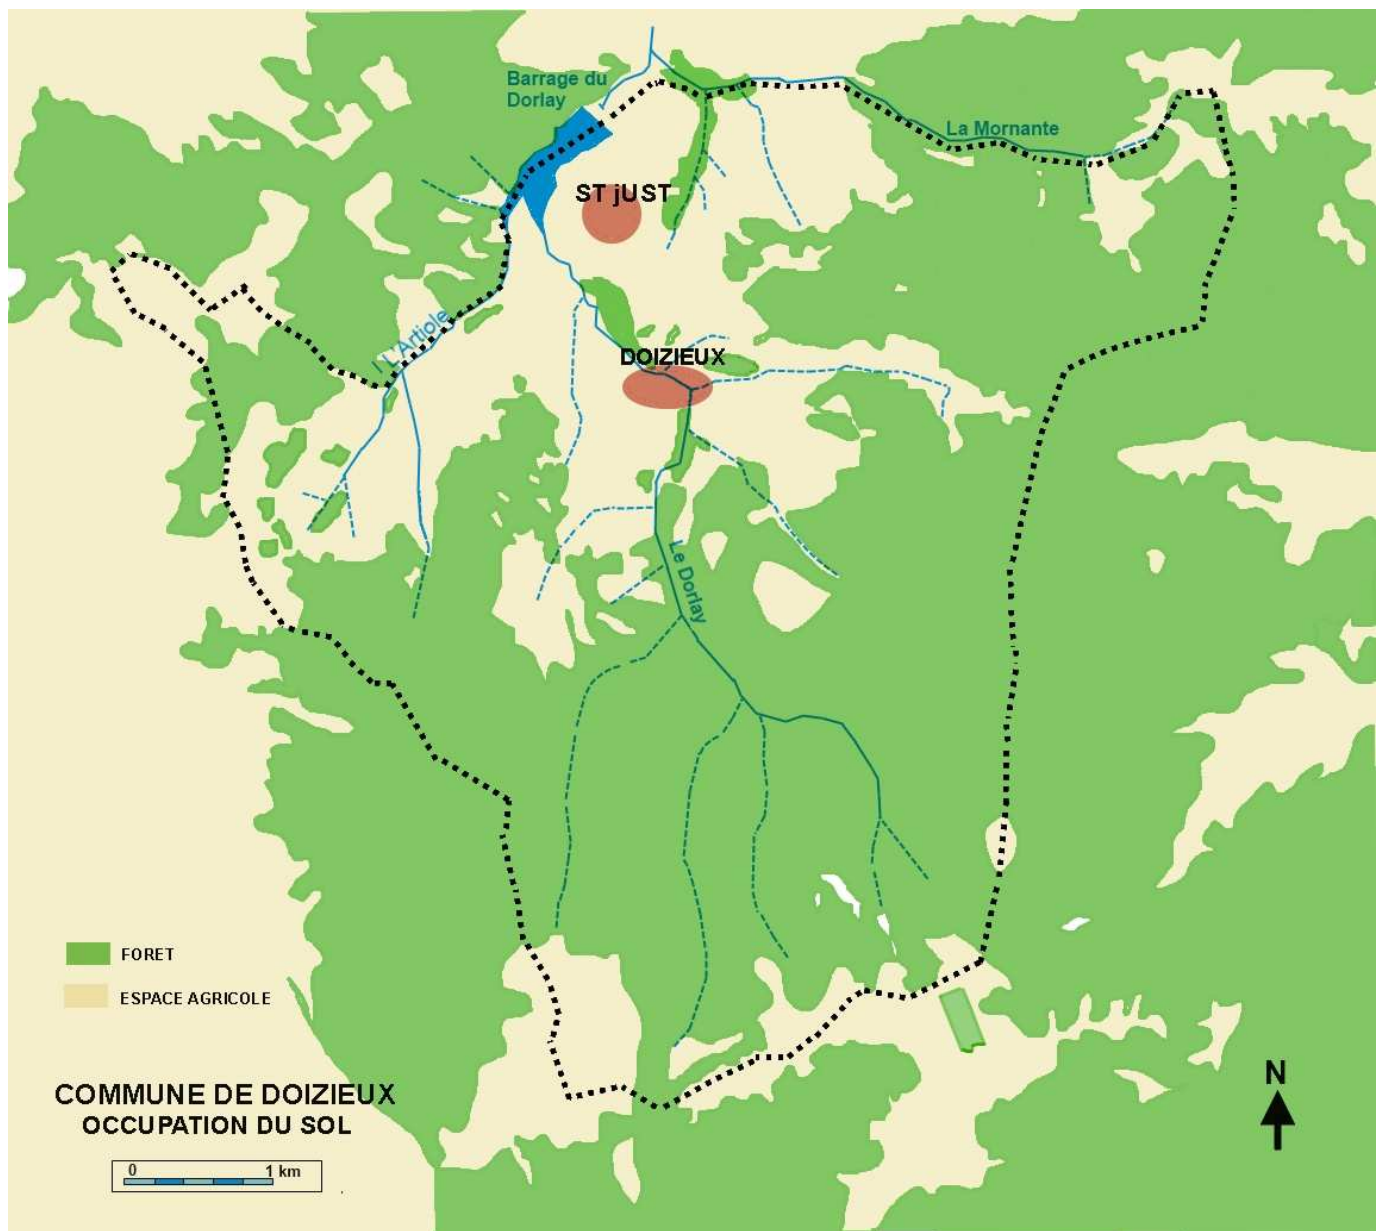 Barrage du
Dorlay
La Mornante
ST jUST
L'Artiole
DOIZIEUX
Le Dorlay
FORET
ESPACE AGRICOLE
COMMUNE DE DOIZIEUX
OCCUPATION DU SOL
0 1 km
N